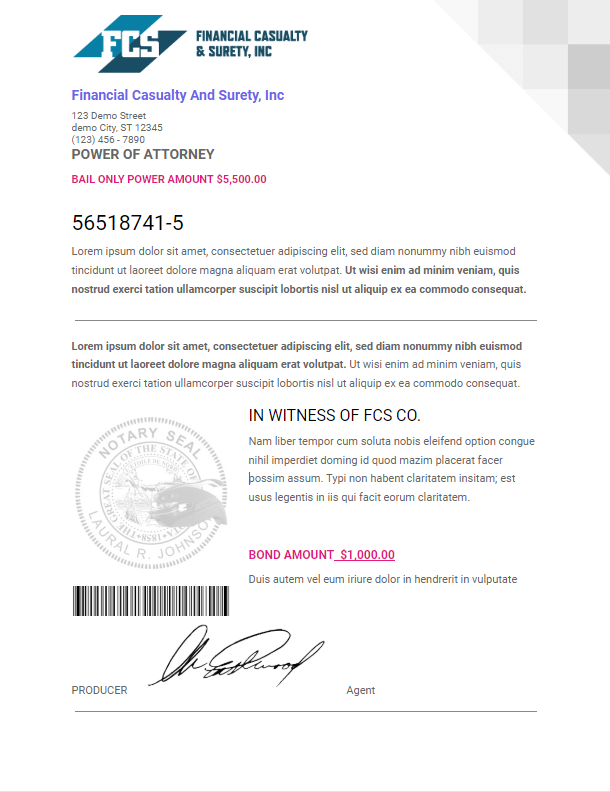 FCS FINANCIAL CASUALTY
& SURETY, INC
Financial Casualty And Surety, Inc
123 Demo Street
demo City, ST 12345
(123) 456 - 7890
POWER OF ATTORNEY
BAIL ONLY POWER AMOUNT $5,500.00
56518741-5
Lorem ipsum dolor sit amet, consectetuer adipiscing elit, sed diam nonummy nibh euismod
tincidunt ut laoreet dolore magna aliquam erat volutpat. Ut wisi enim ad minim veniam, quis
nostrud exerci tation ullamcorper suscipit lobortis nisl ut aliquip ex ea commodo consequat.
Lorem ipsum dolor sit amet, consectetuer adipiscing elit, sed diam nonummy nibh euismod
tincidunt ut laoreet dolore magna aliquam erat volutpat. Ut wisi enim ad minim veniam, quis
nostrud exerci tation ullamcorper suscipit lobortis nisl ut aliquip ex ea commodo consequat.
NOTARY SEAL
GREAT SEAL OF THE STATE OF
THE
1858
LAURAL R. JOHNSO
IN WITNESS OF FCS CO.
Nam liber tempor cum soluta nobis eleifend option congue
nihil imperdiet doming id quod mazim placerat facer
possim assum. Typi non habent claritatem insitam; est
usus legentis in iis qui facit eorum claritatem.
BOND AMOUNT $1,000.00
Duis autem vel eum iriure dolor in hendrerit in vulputate
PRODUCER
Agent